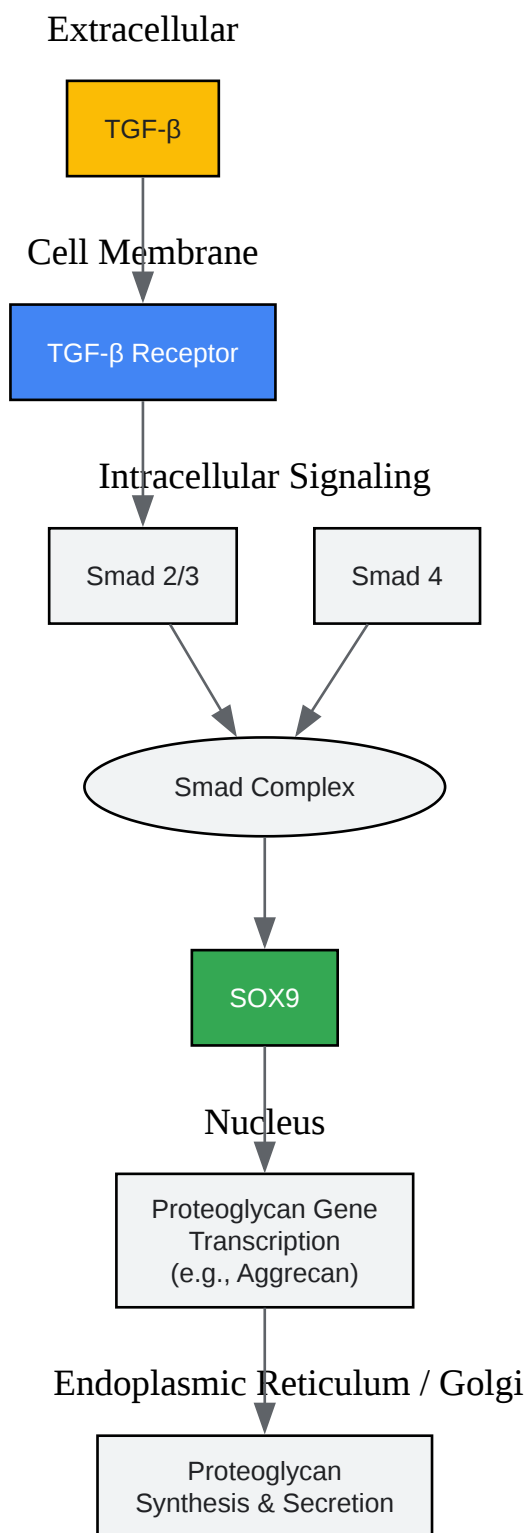 Extracellular
TGF-β
Cell Membrane
TGF-β Receptor
Intracellular Signaling
Smad 2/3
Smad 4
Smad Complex
SOX9
Nucleus
Proteoglycan Gene
Transcription
(e.g., Aggrecan)
Endoplasmic Reticulum / Golgi
Proteoglycan
Synthesis & Secretion